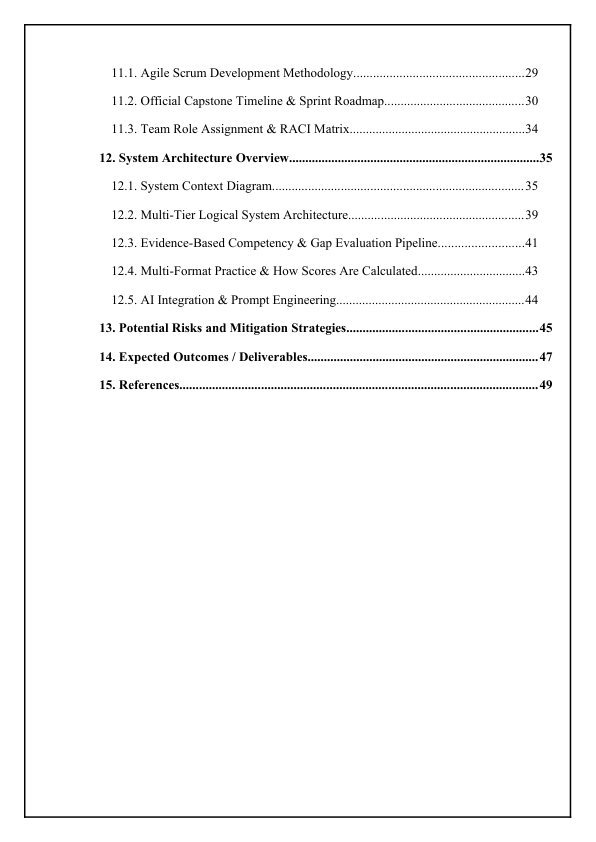 11.1. Agile Scrum Development Methodology....................................................29
11.2. Official Capstone Timeline & Sprint Roadmap...........................................30
11.3. Team Role Assignment & RACI Matrix.....................................................34
12. System Architecture Overview............................................................................35
12.1. System Context Diagram.............................................................................35
12.2. Multi-Tier Logical System Architecture......................................................39
12.3. Evidence-Based Competency & Gap Evaluation Pipeline..........................41
12.4. Multi-Format Practice & How Scores Are Calculated................................43
12.5. AI Integration & Prompt Engineering.........................................................44
13. Potential Risks and Mitigation Strategies..........................................................45
14. Expected Outcomes / Deliverables......................................................................47
15. References.............................................................................................................49